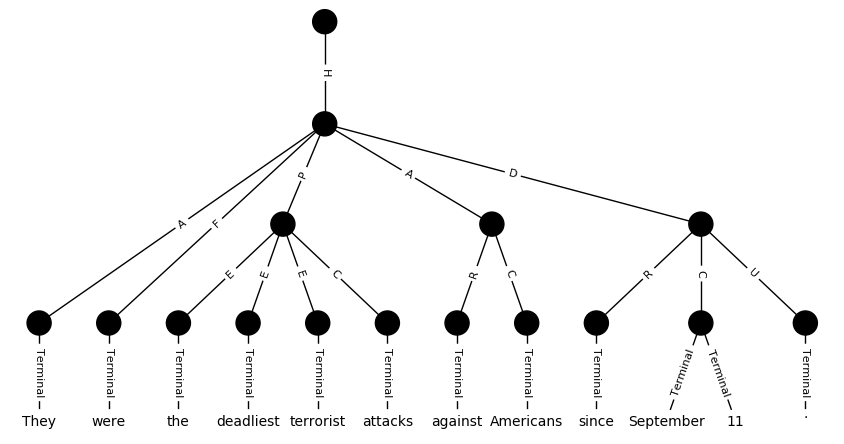 H
A F P A D
E E E C R C R C U
Terminal Terminal Terminal Terminal Terminal Terminal Terminal Terminal Terminal Terminal Terminal Terminal
They were the deadliest terrorist attacks against Americans since September 11 .